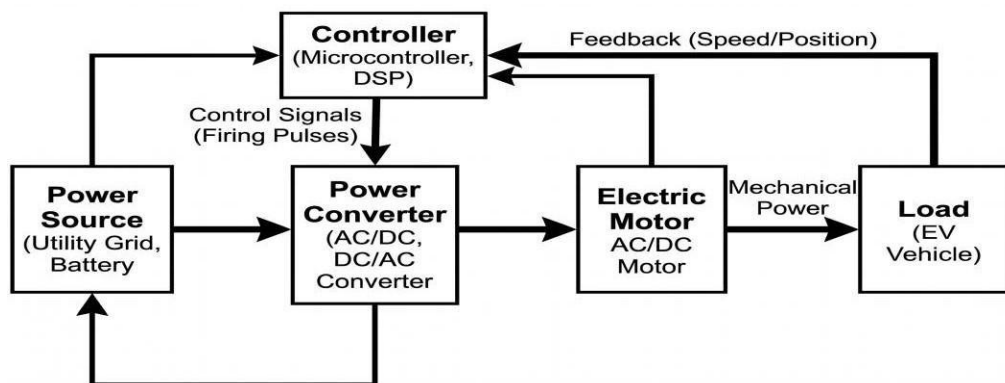 Controller
(Microcontroller,
DSP)
Feedback (Speed/Position)
Control Signals
(Firing Pulses)
Power
Source
(Utility Grid,
Battery
Power
Converter
(AC/DC,
DC/AC
Converter
Electric
Motor
AC/DC
Motor
Mechanical
Power
Load
(EV
Vehicle)